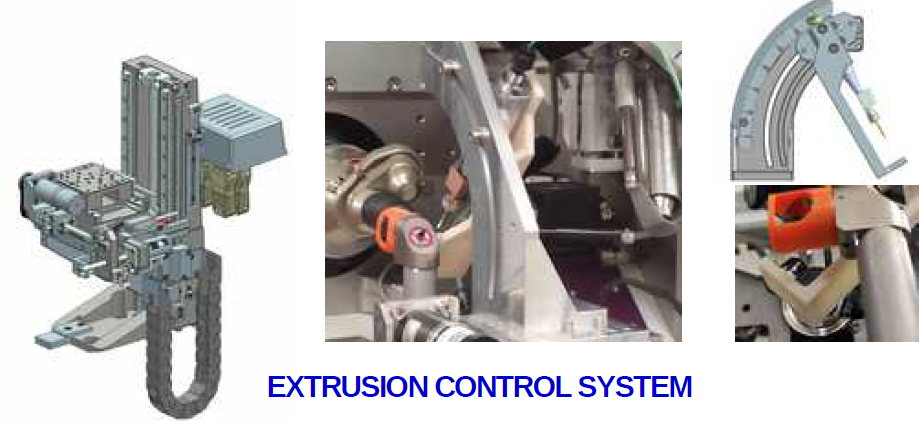 EXTRUSION CONTROL SYSTEM